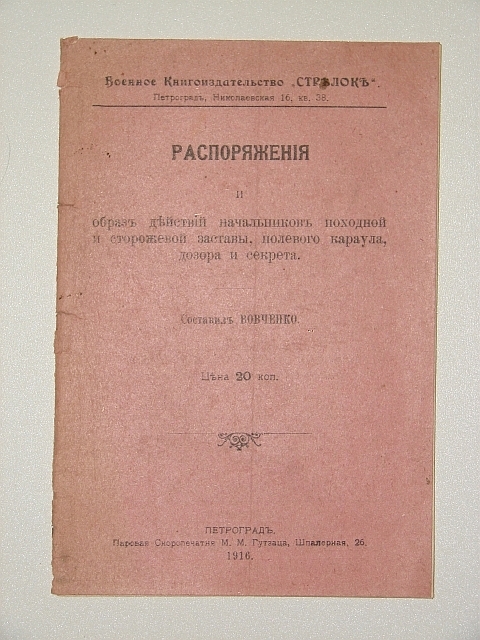 Военное Книгоиздательство „СТРѢЛОКЪ“.
Петроградъ, Николаевская 16, кв. 38.
РАСПОРЯЖЕНІЯ
и
образъ дѣйствій начальниковъ походной
и сторожевой заставы, полевого караула,
дозора и секрета.
Составилъ ВОВЧЕНКО.
Цѣна 20 коп.
ПЕТРОГРАДЪ.
Паровая Скоропечатня М. М. Гутзаца, Шпалерная, 26.
1916.